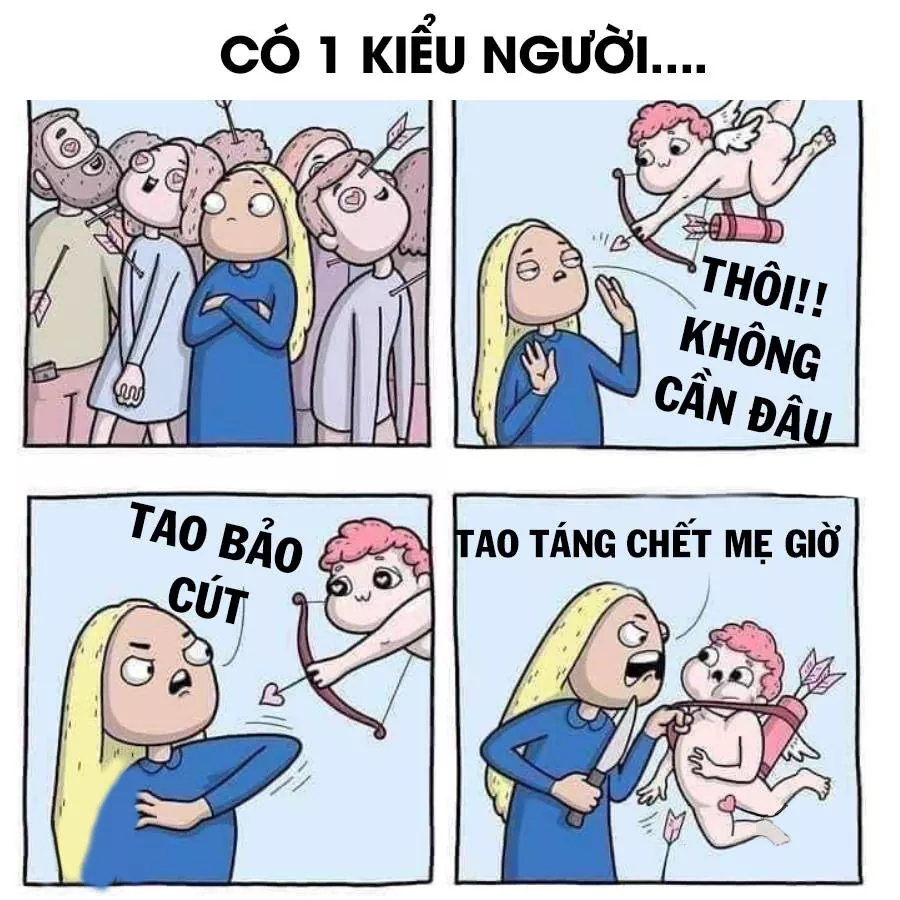 CÓ 1 KIỂU NGƯỜI....
THÔI!!
KHÔNG
CẦN ĐÂU
TAO BẢO
CÚT
TAO TÁNG CHẾT MẸ GIỜ